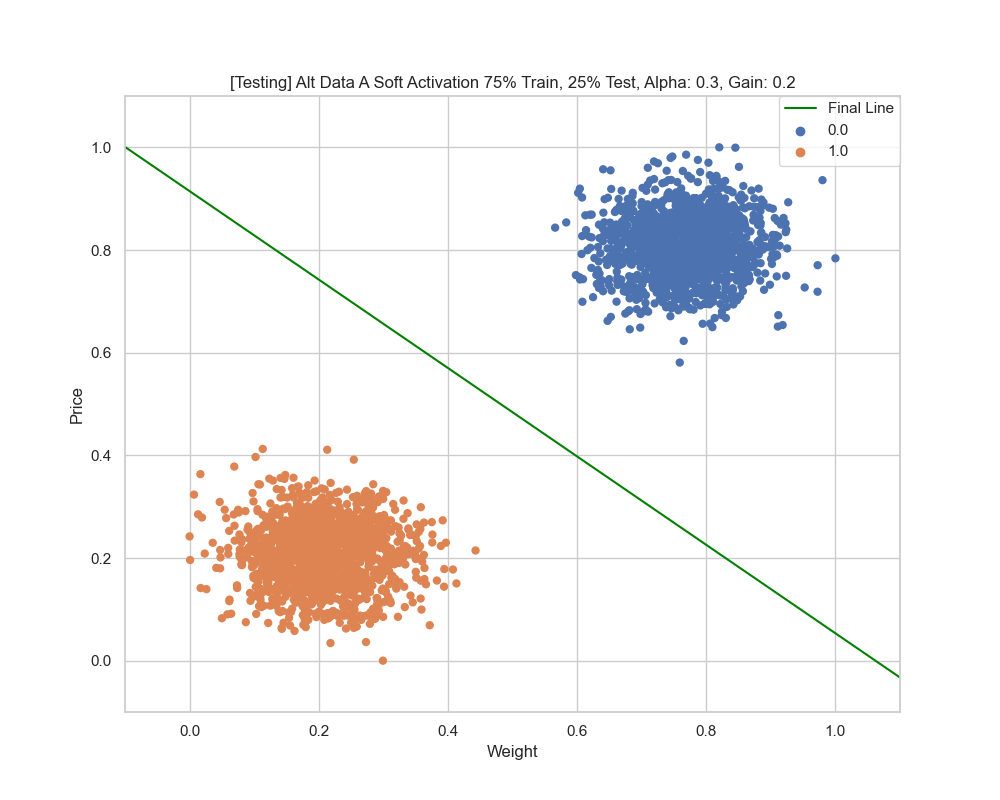 [Testing] Alt Data A Soft Activation 75% Train, 25% Test, Alpha: 0.3, Gain: 0.2
Final Line
0.0
1.0
1.0
0.8
0.6
0.4
0.2
0.0
Price
0.0 0.2 0.4 0.6 0.8 1.0
Weight